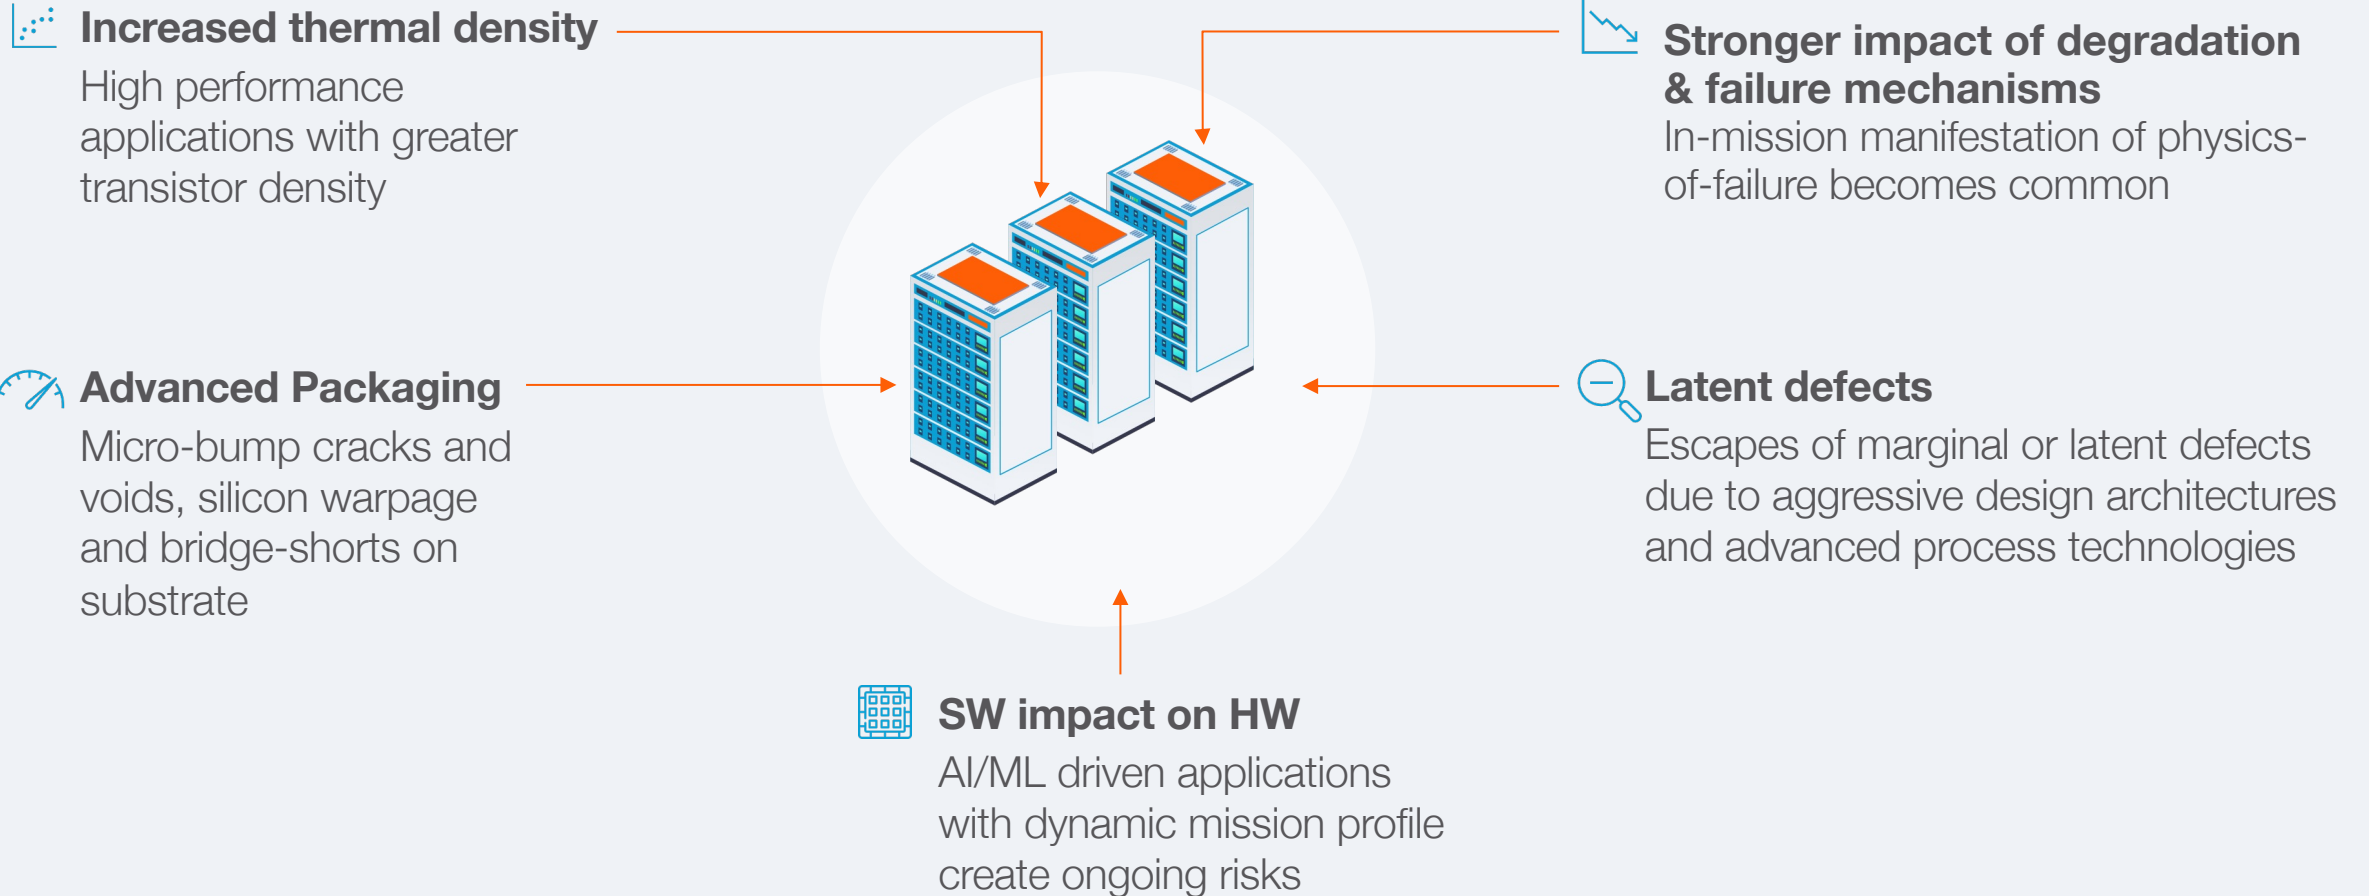 Increased thermal density
High performance
applications with greater
transistor density
Stronger impact of degradation
& failure mechanisms
In-mission manifestation of physics-
of-failure becomes common
Advanced Packaging
Micro-bump cracks and
voids, silicon warpage
and bridge-shorts on
substrate
Latent defects
Escapes of marginal or latent defects
due to aggressive design architectures
and advanced process technologies
SW impact on HW
AI/ML driven applications
with dynamic mission profile
create ongoing risks